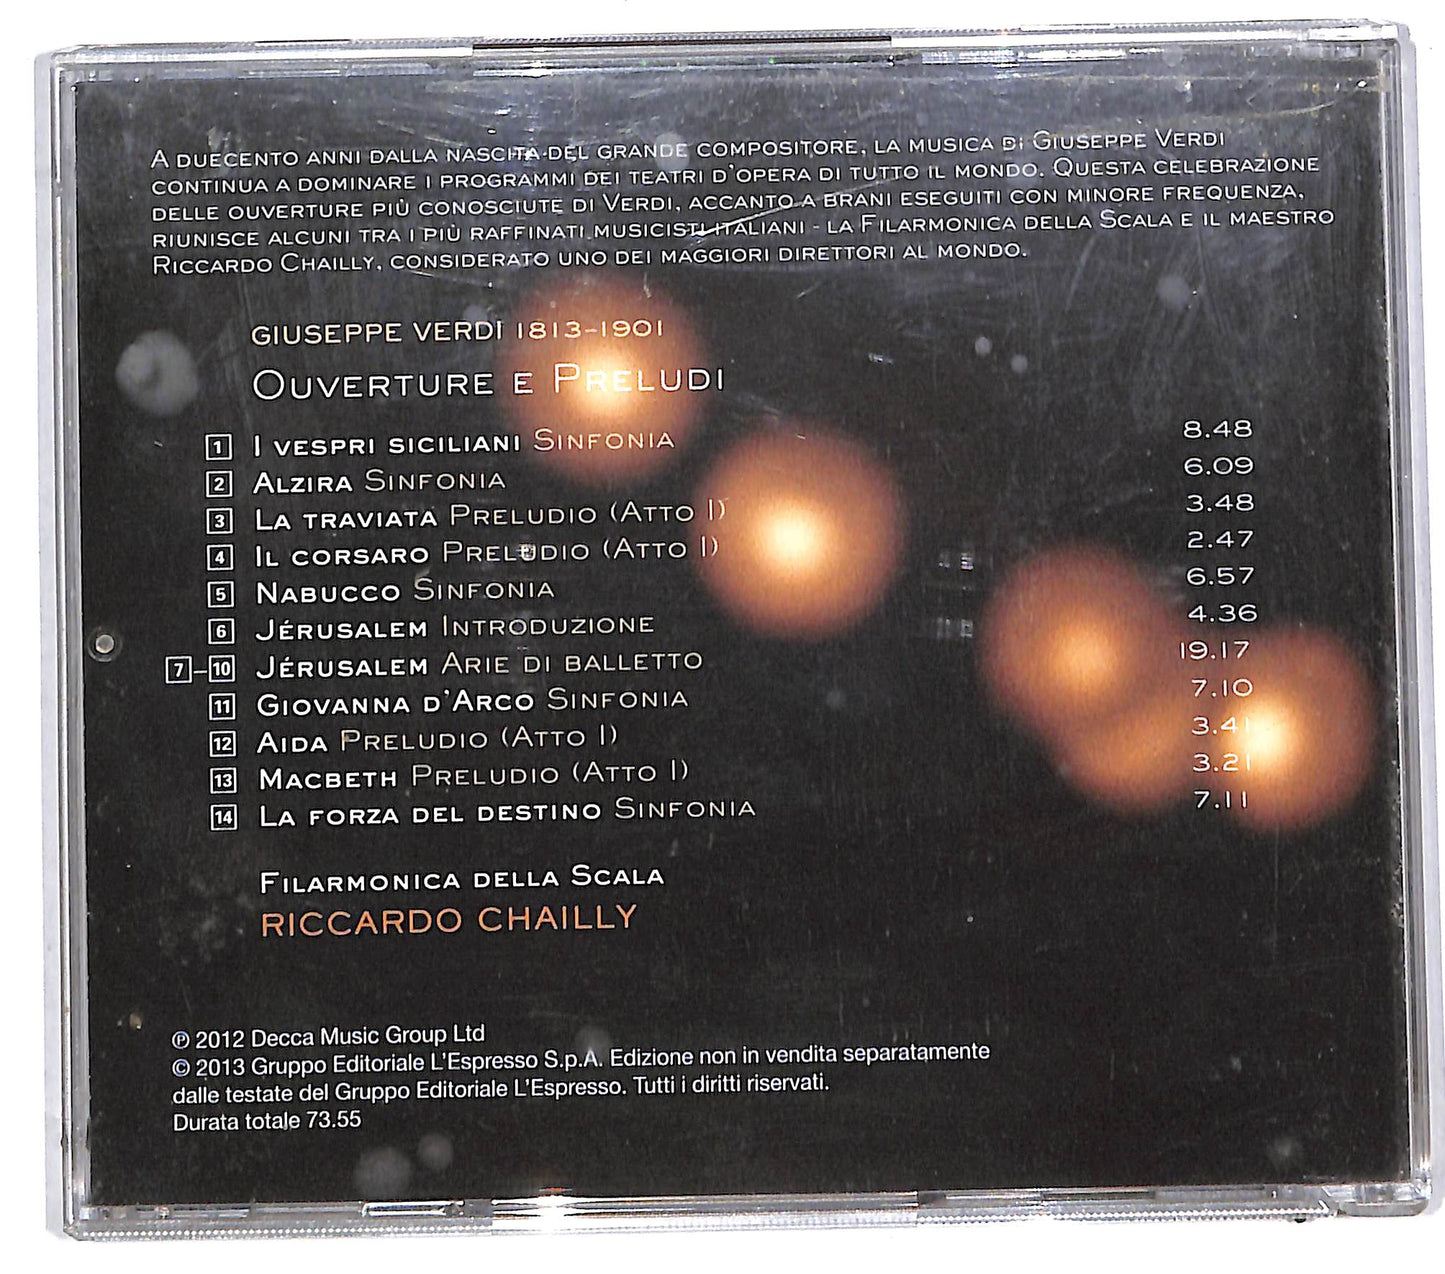 A duecento anni dalla nascita del grande compositore, la musica di Giuseppe Verdi
continua a dominare i programmi dei teatri d'opera di tutto il mondo. Questa celebrazione
delle ouverture più conosciute di Verdi, accanto a brani eseguiti con minore frequenza,
riunisce alcuni tra i più raffinati musicisti italiani - la Filarmonica della Scala e il maestro
Riccardo Chailly, considerato uno dei maggiori direttori al mondo.
GIUSEPPE VERDI 1813-1901
Ouverture e Preludi
1 I vespri siciliani Sinfonia 8.48
2 Alzira Sinfonia 6.09
3 La traviata Preludio (Atto I) 3.48
4 Il corsaro Preludio (Atto I) 2.47
5 Nabucco Sinfonia 6.57
6 Jérusalem Introduzione 4.36
7–10 Jérusalem Arie di balletto 19.17
11 Giovanna d'Arco Sinfonia 7.10
12 Aida Preludio (Atto I) 3.41
13 Macbeth Preludio (Atto I) 3.21
14 La forza del destino Sinfonia 7.11
Filarmonica della Scala
RICCARDO CHAILLY
℗ 2012 Decca Music Group Ltd
© 2013 Gruppo Editoriale L'Espresso S.p.A. Edizione non in vendita separatamente
dalle testate del Gruppo Editoriale L'Espresso. Tutti i diritti riservati.
Durata totale 73.55